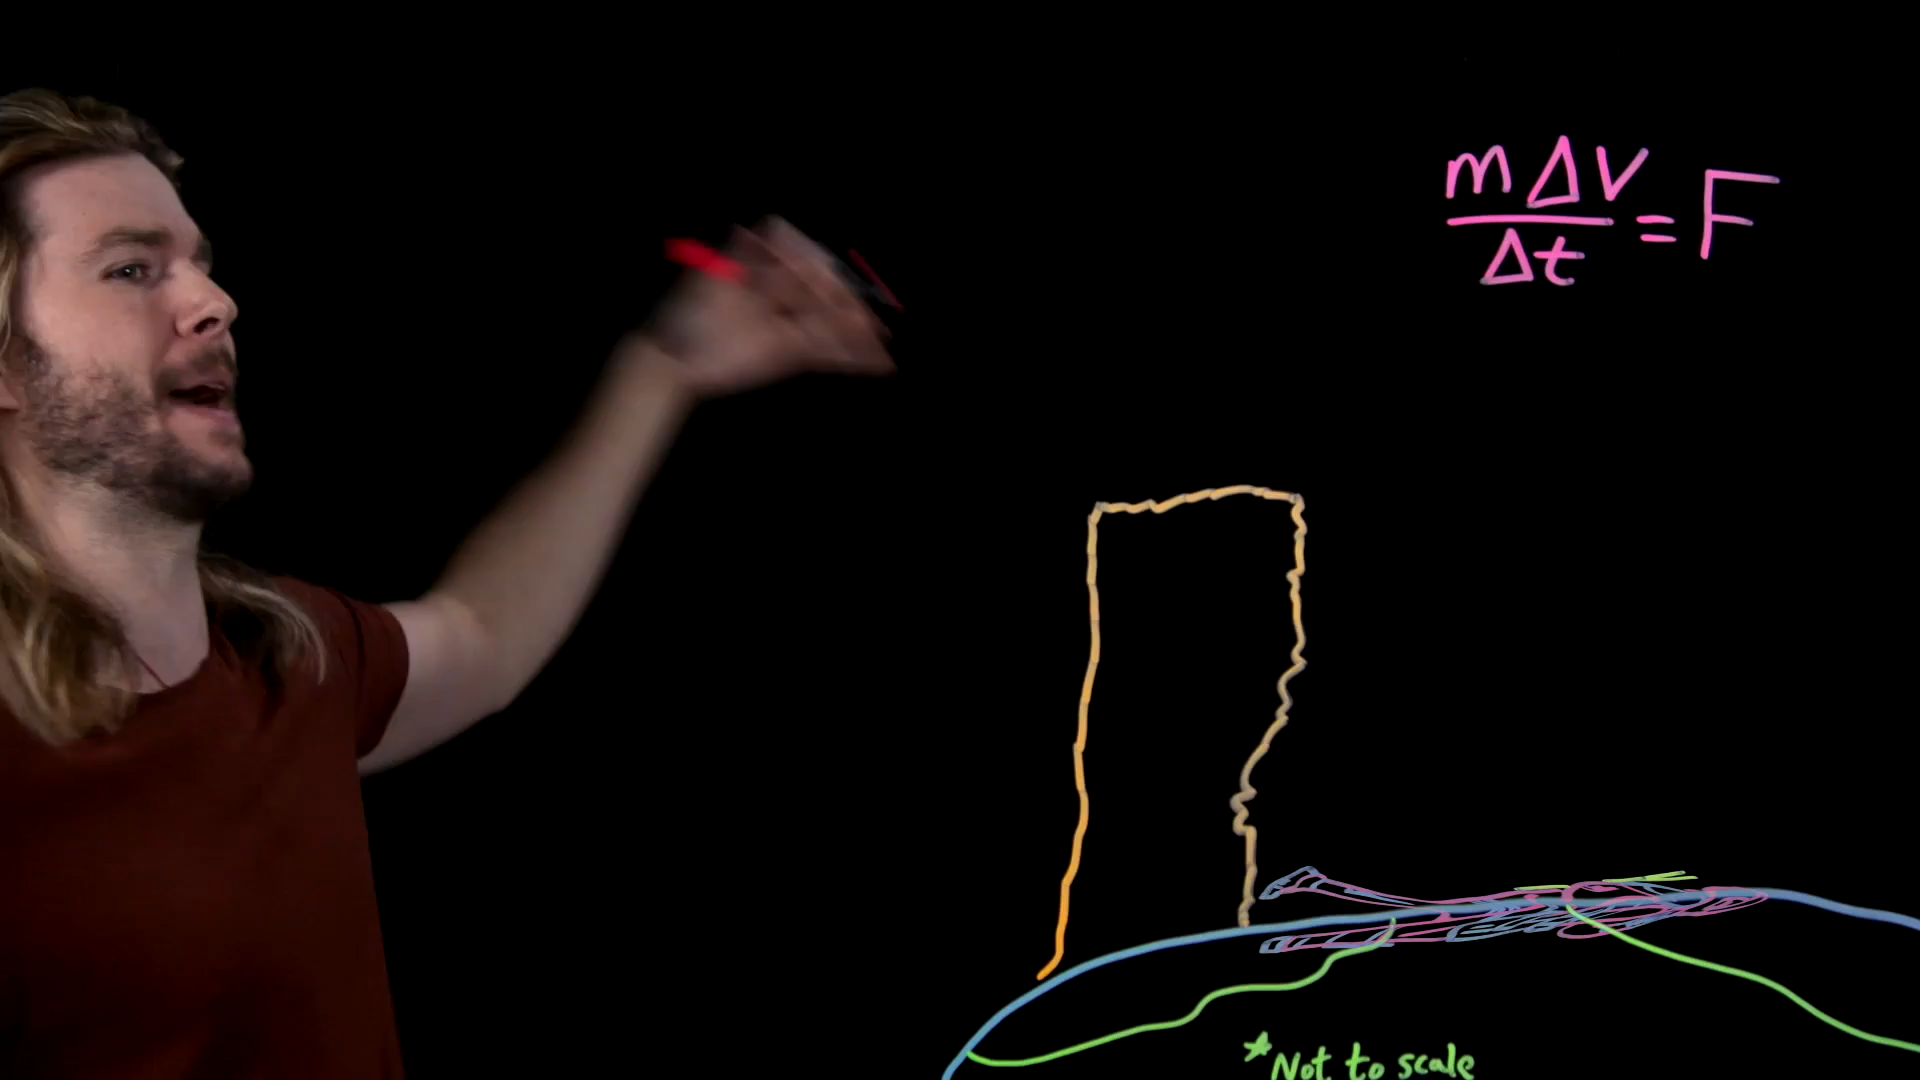 mΔV
Δt = F
*Not to scale